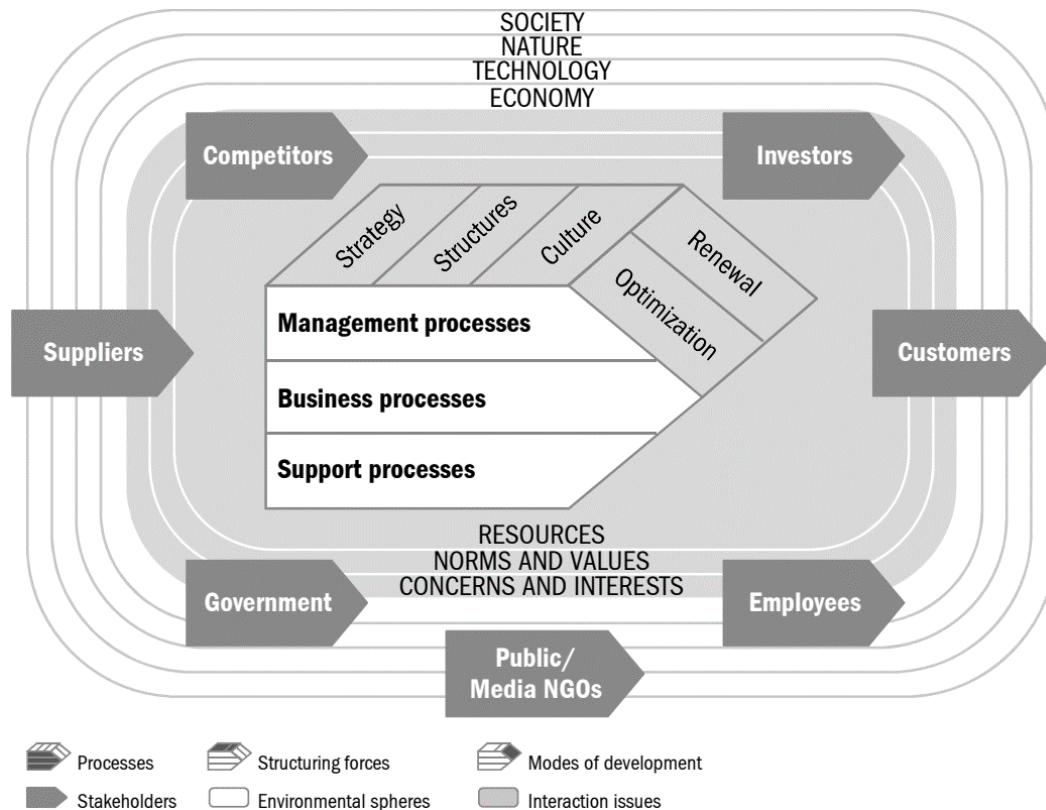 SOCIETY
NATURE
TECHNOLOGY
ECONOMY
Competitors
Investors
Strategy
Structures
Culture
Renewal
Optimization
Management processes
Suppliers
Customers
Business processes
Support processes
RESOURCES
NORMS AND VALUES
CONCERNS AND INTERESTS
Government
Employees
Public/
Media NGOs
Processes
Structuring forces
Modes of development
Stakeholders
Environmental spheres
Interaction issues